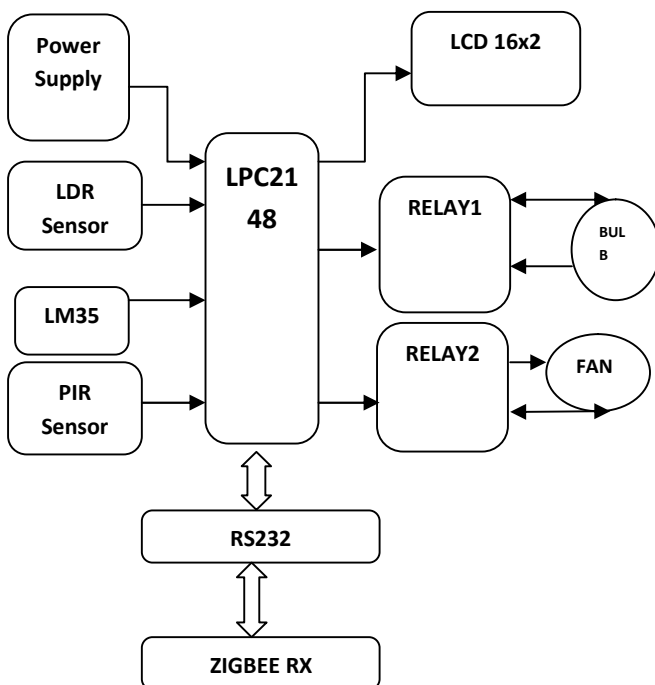 Power
Supply
LCD 16x2
LPC21
48
LDR
Sensor
RELAY1
BUL
B
LM35
RELAY2
FAN
PIR
Sensor
RS232
ZIGBEE RX